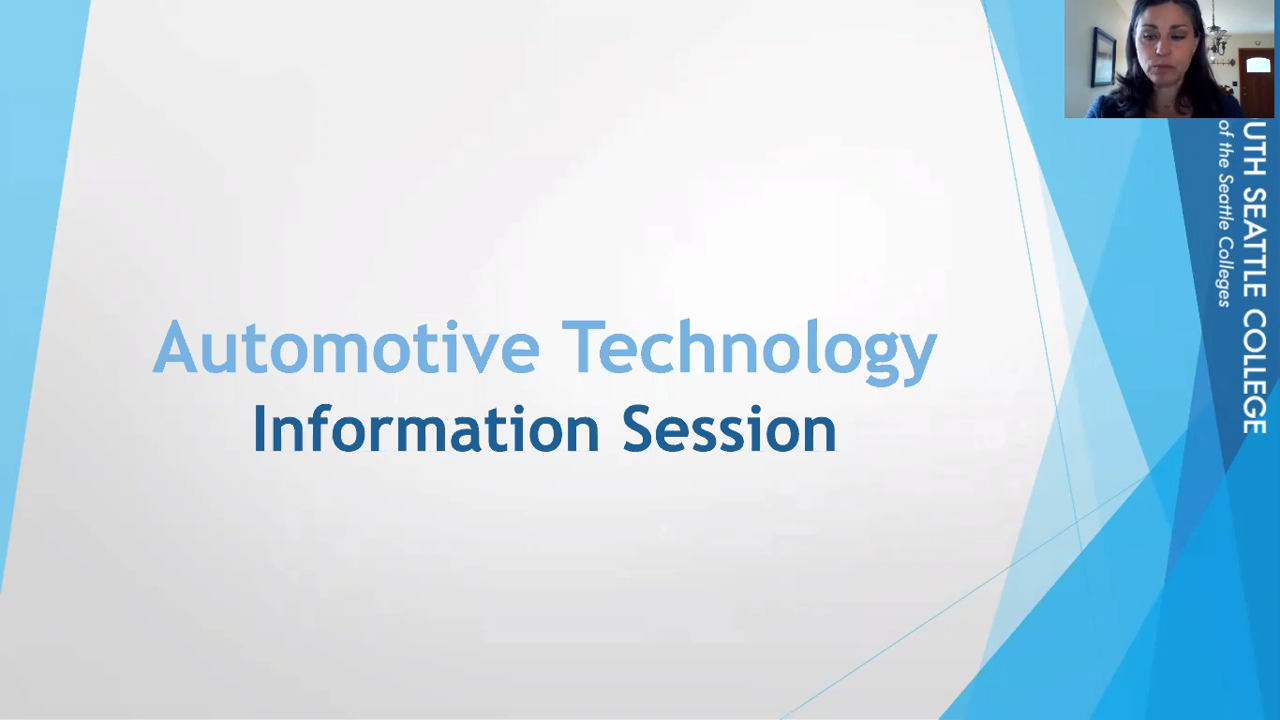 Automotive Technology
Information Session
UTH SEATTLE COLLEGE
of the Seattle Colleges